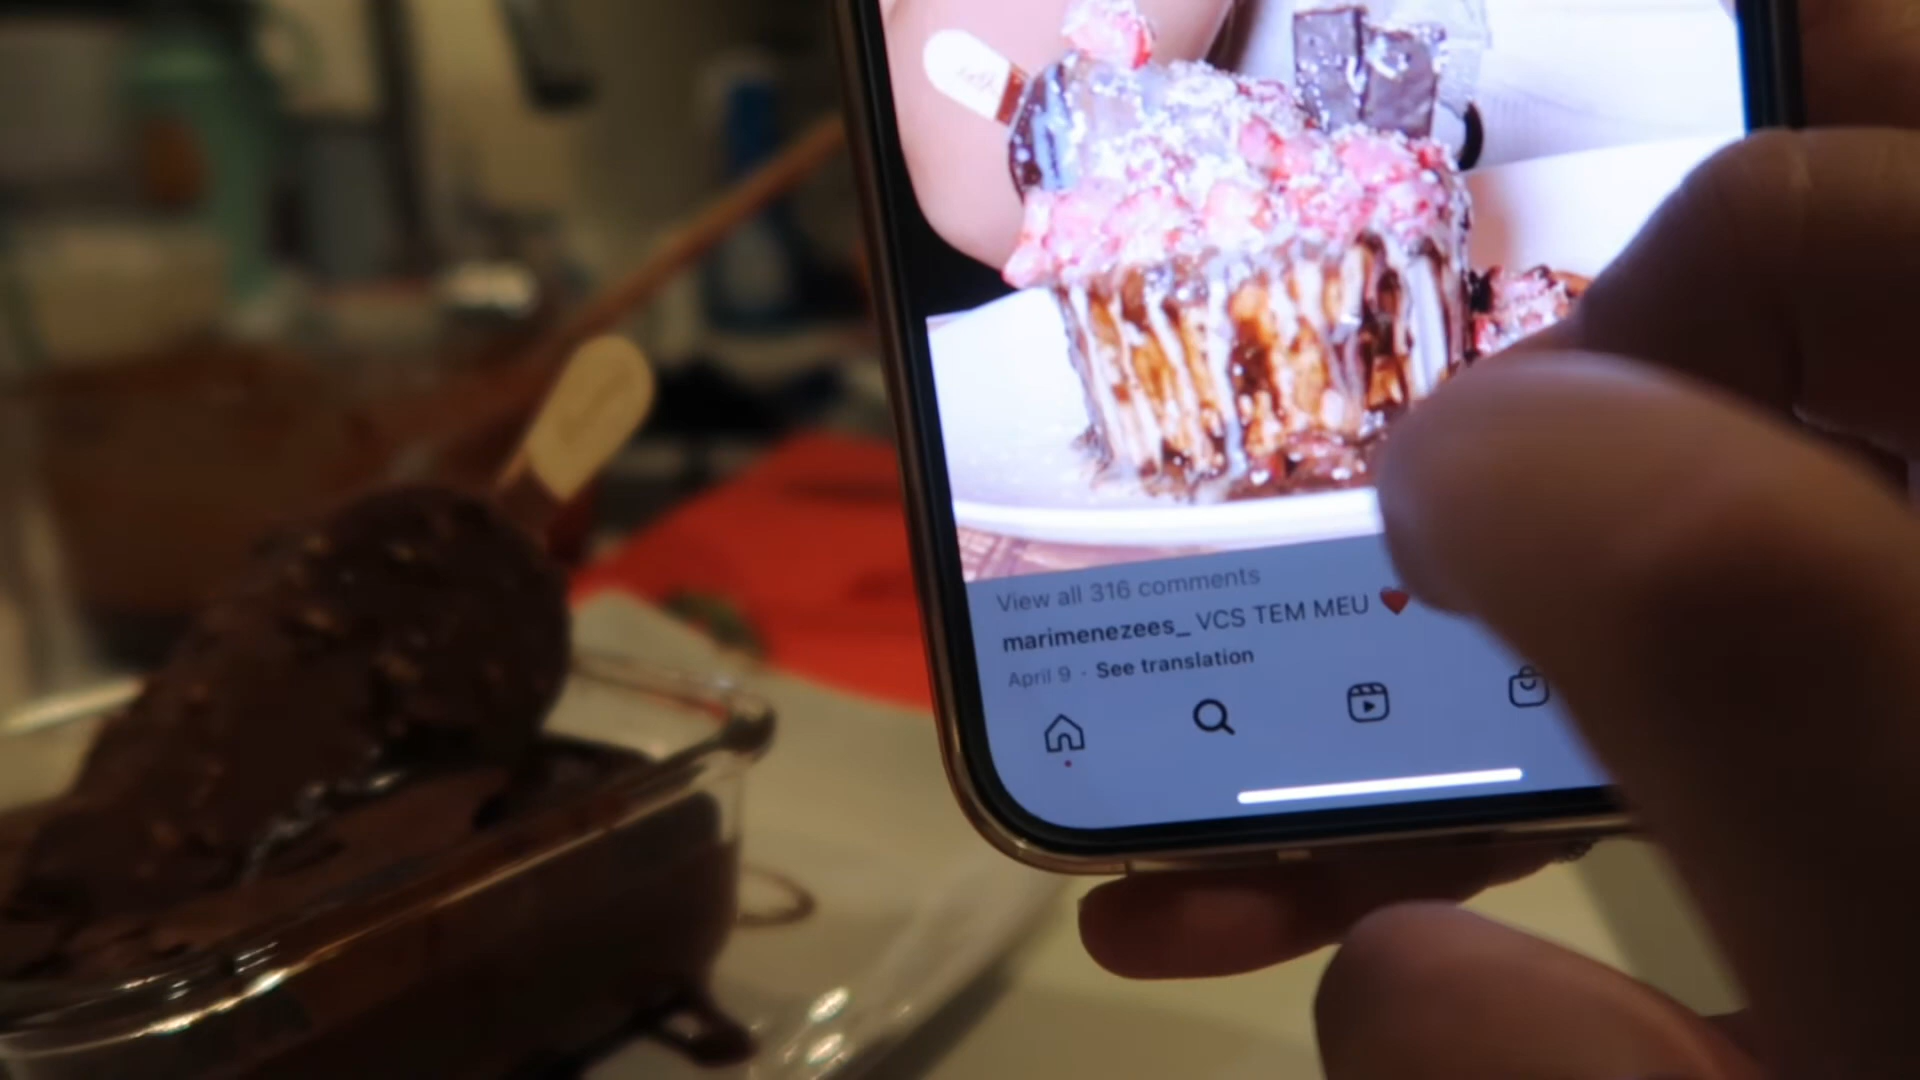 View all 316 comments
marimenezees_ VCS TEM MEU ❤️
April 9 · See translation